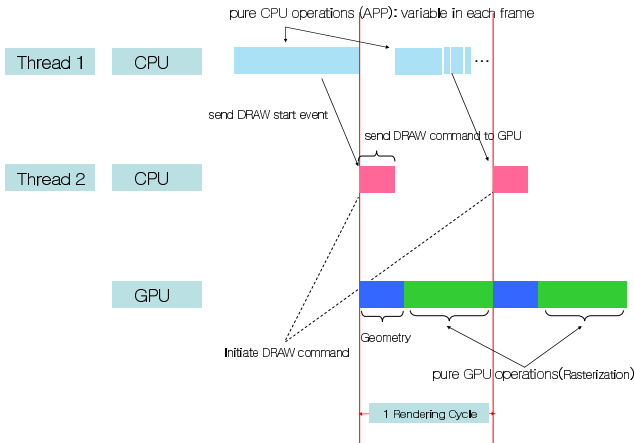 pure CPU operations (APP): variable in each frame
Thread 1
CPU
...
send DRAW start event
send DRAW command to GPU
Thread 2
CPU
GPU
Initiate DRAW command
Geometry
pure GPU operations(Rasterization)
1 Rendering Cycle